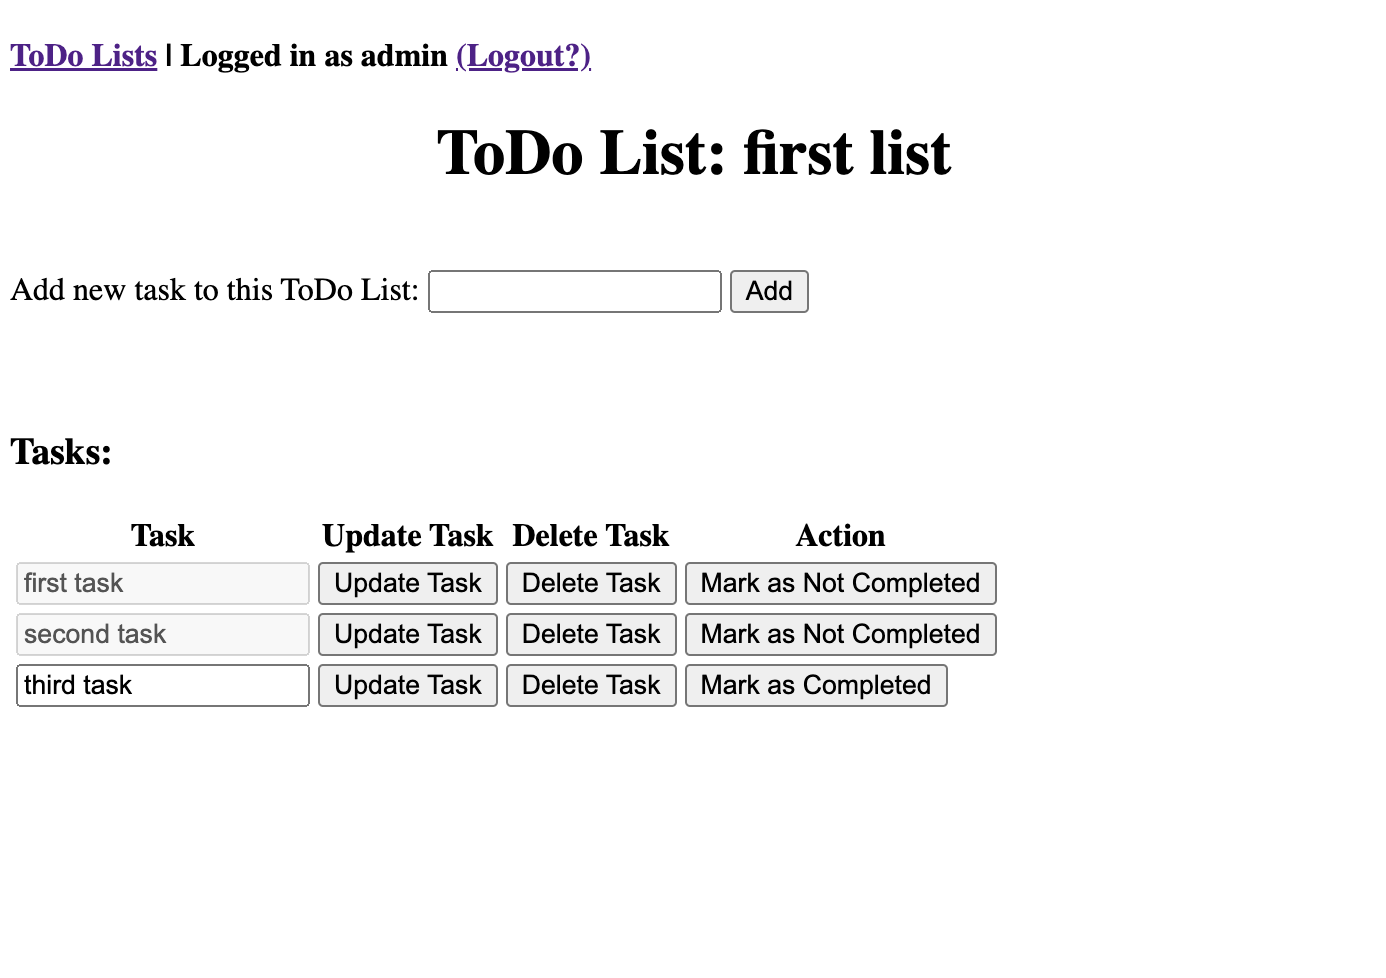 ToDo Lists | Logged in as admin (Logout?)
ToDo List: first list
Add new task to this ToDo List: Add
Tasks:
Task Update Task Delete Task Action
first task Update Task Delete Task Mark as Not Completed
second task Update Task Delete Task Mark as Not Completed
third task Update Task Delete Task Mark as Completed